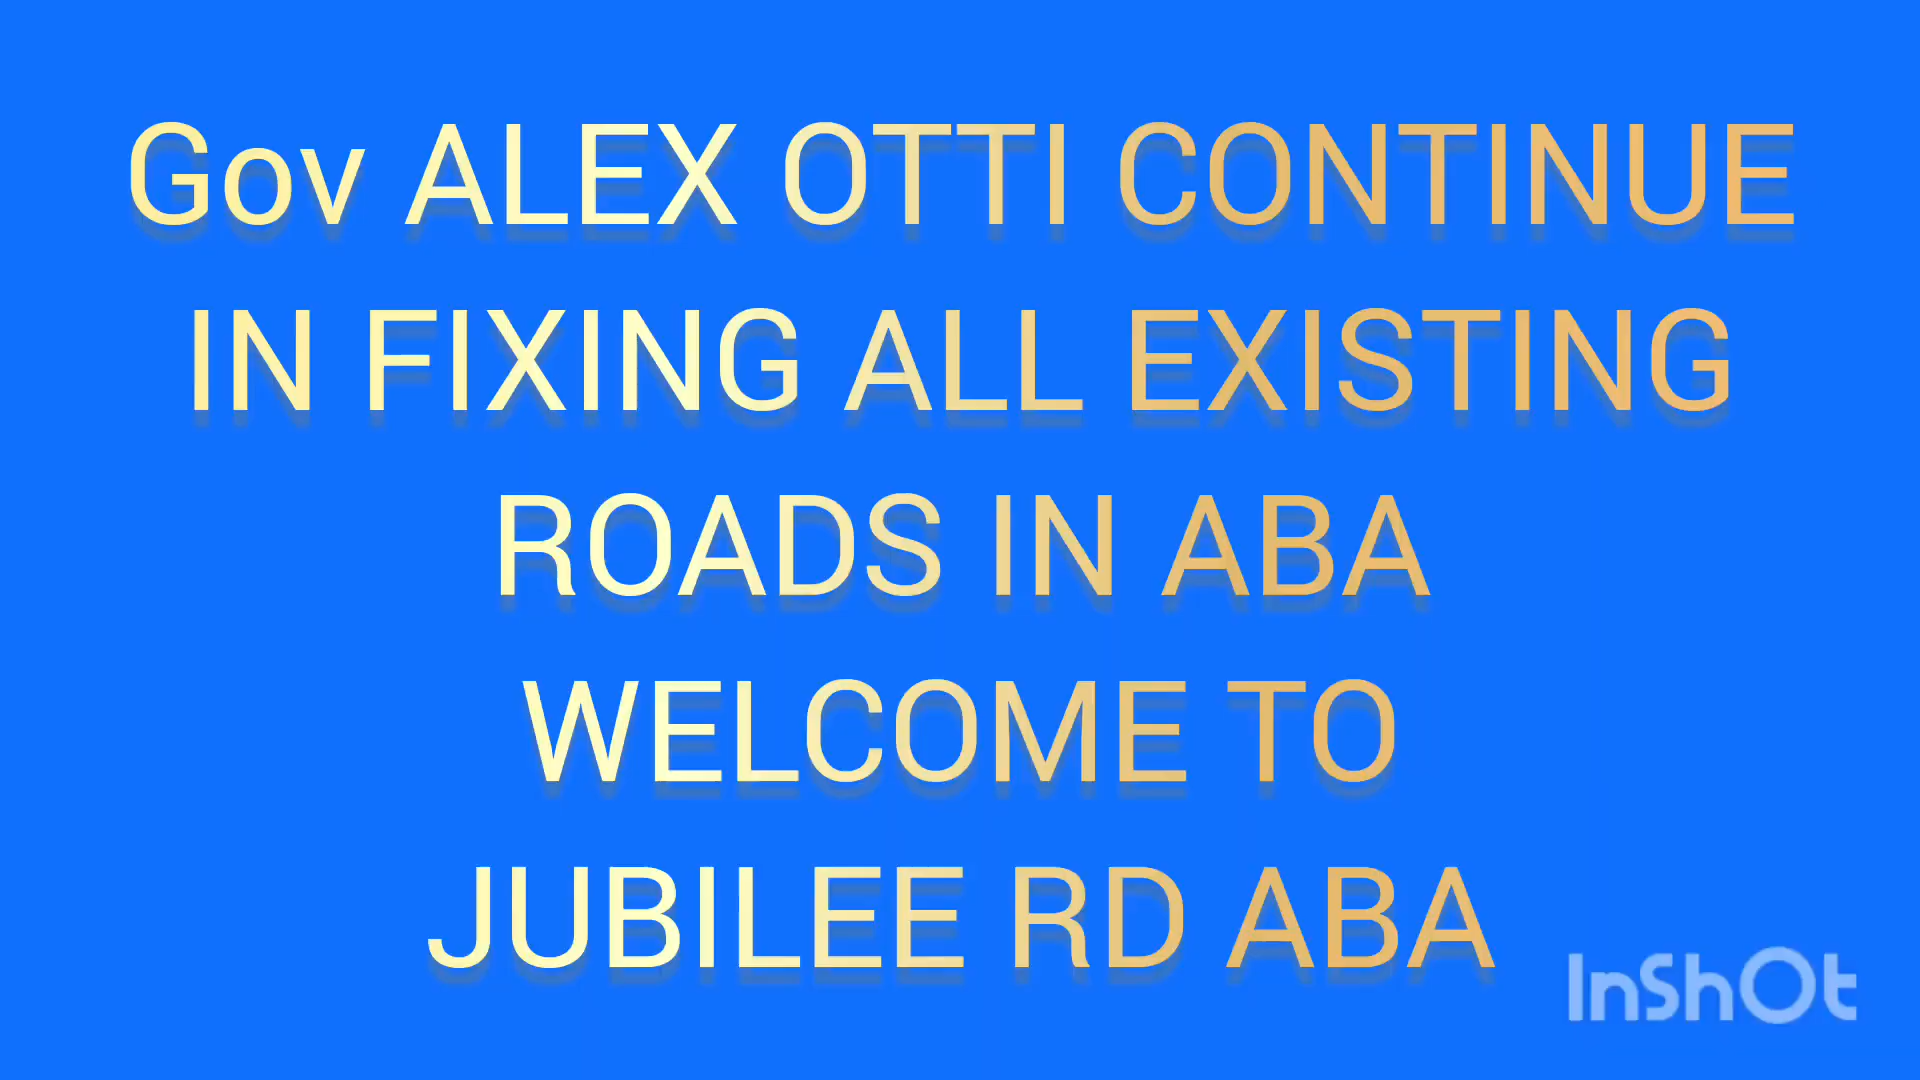 Gov ALEX OTTI CONTINUE
IN FIXING ALL EXISTING
ROADS IN ABA
WELCOME TO
JUBILEE RD ABA
InShOt